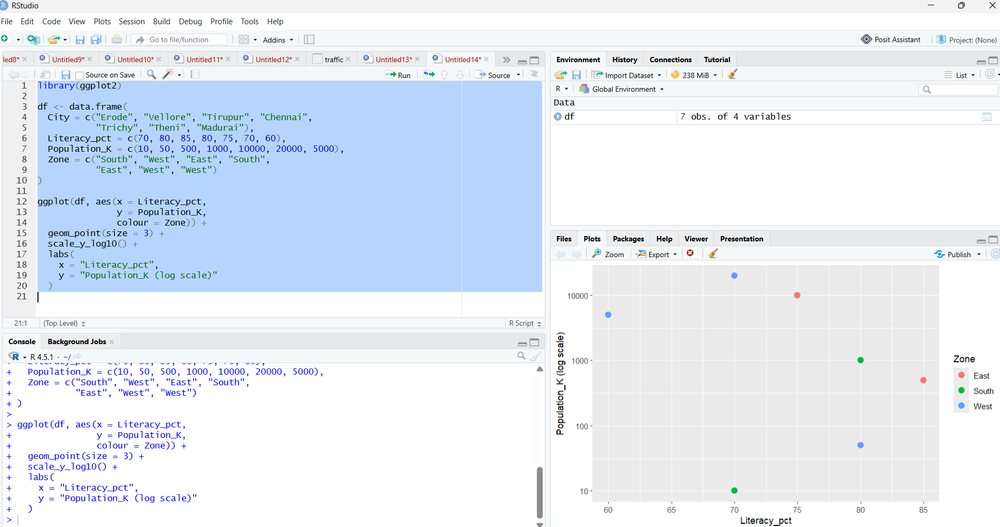 RStudio
File Edit Code View Plots Session Build Debug Profile Tools Help
Go to file/function Addins Posit Assistant Project: (None)
led8* Untitled9* Untitled10* Untitled11* Untitled12* traffic Untitled13* Untitled14*
Source on Save Run Source
1 library(ggplot2)
2
3 df <- data.frame(
4   City = c("Erode", "Vellore", "Tirupur", "Chennai",
5            "Trichy", "Theni", "Madurai"),
6   Literacy_pct = c(70, 80, 85, 80, 75, 70, 60),
7   Population_K = c(10, 50, 500, 1000, 10000, 20000, 5000),
8   Zone = c("South", "West", "East", "South",
9            "East", "West", "West")
10 )
11
12 ggplot(df, aes(x = Literacy_pct,
13                y = Population_K,
14                colour = Zone)) +
15   geom_point(size = 3) +
16   scale_y_log10() +
17   labs(
18     x = "Literacy_pct",
19     y = "Population_K (log scale)"
20   )
21
21:1 (Top Level) R Script
Console Background Jobs
R 4.5.1 · ~/
+   Population_K = c(10, 50, 500, 1000, 10000, 20000, 5000),
+   Zone = c("South", "West", "East", "South",
+            "East", "West", "West")
+ )
>
> ggplot(df, aes(x = Literacy_pct,
+                y = Population_K,
+                colour = Zone)) +
+   geom_point(size = 3) +
+   scale_y_log10() +
+   labs(
+     x = "Literacy_pct",
+     y = "Population_K (log scale)"
+   )
>
Environment History Connections Tutorial
Import Dataset 238 MiB List
R Global Environment
Data
df 7 obs. of 4 variables
Files Plots Packages Help Viewer Presentation
Zoom Export Publish
Population_K (log scale)
10000
1000
100
10
60 65 70 75 80 85
Literacy_pct
Zone
East
South
West